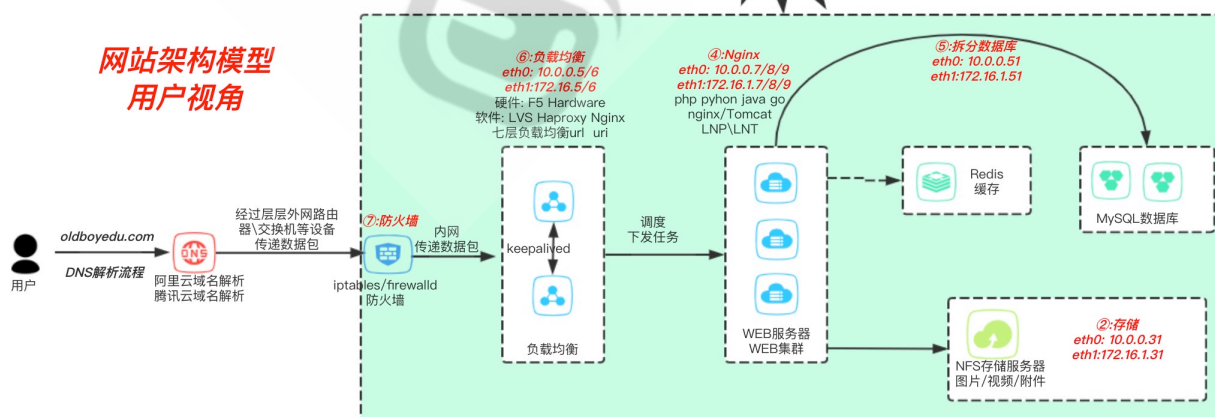 网站架构模型
用户视角
用户
oldboyedu.com
DNS解析流程
DNS
阿里云域名解析
腾讯云域名解析
经过层层外网路由
器\交换机等设备
传递数据包
⑦:防火墙
iptables/firewalld
防火墙
内网
传递数据包
⑥:负载均衡
eth0: 10.0.0.5/6
eth1:172.16.5/6
硬件: F5 Hardware
软件: LVS Haproxy Nginx
七层负载均衡url uri
keepalived
负载均衡
调度
下发任务
④:Nginx
eth0: 10.0.0.7/8/9
eth1:172.16.1.7/8/9
php pyhon java go
nginx/Tomcat
LNP\LNT
WEB服务器
WEB集群
⑤:拆分数据库
eth0: 10.0.0.51
eth1:172.16.1.51
Redis
缓存
MySQL数据库
②:存储
eth0: 10.0.0.31
eth1:172.16.1.31
NFS存储服务器
图片/视频/附件